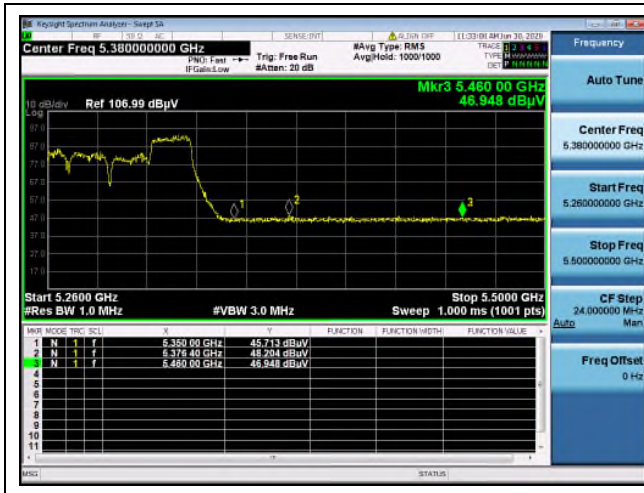 Keysight Spectrum Analyzer - Swept SA
RF 50 Ω AC SENSE:INT ALIGN OFF 11:33:01 AM Jun 30, 2020
Center Freq 5.380000000 GHz
PNO: Fast
IFGain:Low
Trig: Free Run
#Atten: 20 dB
#Avg Type: RMS
Avg|Hold: 1000/1000
TRACE 1 2 3 4 5 6
TYPE
DET P N N N N N
Frequency
Mkr3 5.460 00 GHz
46.948 dBµV
10 dB/div Ref 106.99 dBµV
Log
97.0
87.0
77.0
67.0
57.0
47.0
37.0
27.0
17.0
1
2
3
Start 5.2600 GHz
Stop 5.5000 GHz
#Res BW 1.0 MHz
#VBW 3.0 MHz
Sweep 1.000 ms (1001 pts)
MKR MODE TRC SCL X Y FUNCTION FUNCTION WIDTH FUNCTION VALUE
1 N 1 f 5.350 00 GHz 45.713 dBµV
2 N 1 f 5.376 40 GHz 48.204 dBµV
3 N 1 f 5.460 00 GHz 46.948 dBµV
4
5
6
7
8
9
10
11
MSG
STATUS
Auto Tune
Center Freq
5.380000000 GHz
Start Freq
5.260000000 GHz
Stop Freq
5.500000000 GHz
CF Step
24.000000 MHz
Auto Man
Freq Offset
0 Hz